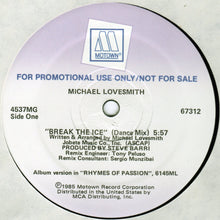 MOTOWN
FOR PROMOTIONAL USE ONLY/NOT FOR SALE
MICHAEL LOVESMITH
4537MG
Side One
67312
"BREAK THE ICE" (Dance Mix) 5:57
Written & Arranged by Michael Lovesmith
Jobete Music Co., Inc. (ASCAP)
PRODUCED BY STEVE BARRI
Remix Engineer: Tony Peluso
Remix Consultant: Sergio Munzibai
Album version in "RHYMES OF PASSION", 6145ML
©1985 Motown Record Corporation
Distributed in the United States by
MCA Distributing, Inc.